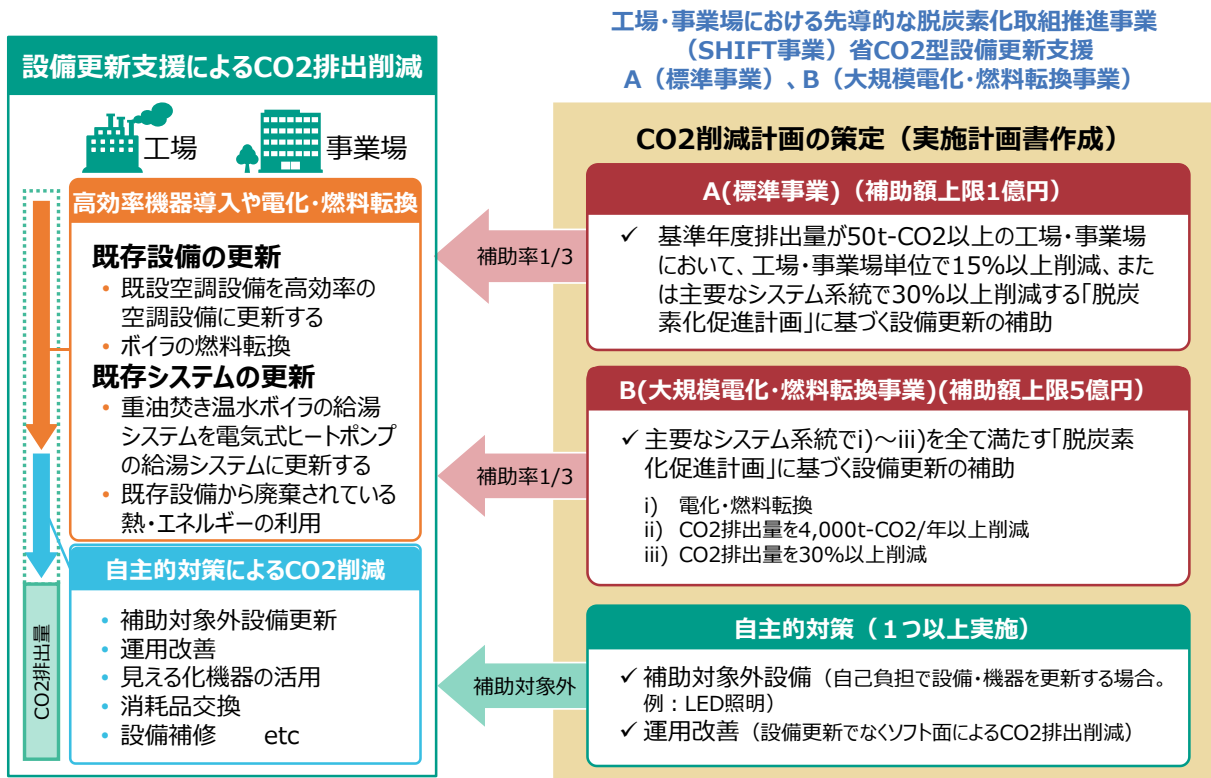 工場・事業場における先導的な脱炭素化取組推進事業
（SHIFT事業）省CO2型設備更新支援
A（標準事業）、B（大規模電化・燃料転換事業）
設備更新支援によるCO2排出削減
工場
事業場
高効率機器導入や電化・燃料転換
既存設備の更新
• 既設空調設備を高効率の
空調設備に更新する
• ボイラの燃料転換
既存システムの更新
• 重油焚き温水ボイラの給湯
システムを電気式ヒートポンプ
の給湯システムに更新する
• 既存設備から廃棄されている
熱・エネルギーの利用
自主的対策によるCO2削減
• 補助対象外設備更新
• 運用改善
• 見える化機器の活用
• 消耗品交換
• 設備補修 etc
CO2排出量
補助率1/3
補助率1/3
補助対象外
CO2削減計画の策定（実施計画書作成）
A(標準事業)（補助額上限1億円）
✓ 基準年度排出量が50t-CO2以上の工場・事業場
において、工場・事業場単位で15%以上削減、また
は主要なシステム系統で30%以上削減する「脱炭
素化促進計画」に基づく設備更新の補助
B(大規模電化・燃料転換事業)(補助額上限5億円）
✓ 主要なシステム系統でi)～iii)を全て満たす「脱炭素
化促進計画」に基づく設備更新の補助
i) 電化・燃料転換
ii) CO2排出量を4,000t-CO2/年以上削減
iii) CO2排出量を30%以上削減
自主的対策（１つ以上実施）
✓ 補助対象外設備（自己負担で設備・機器を更新する場合。
例：LED照明）
✓ 運用改善（設備更新でなくソフト面によるCO2排出削減）